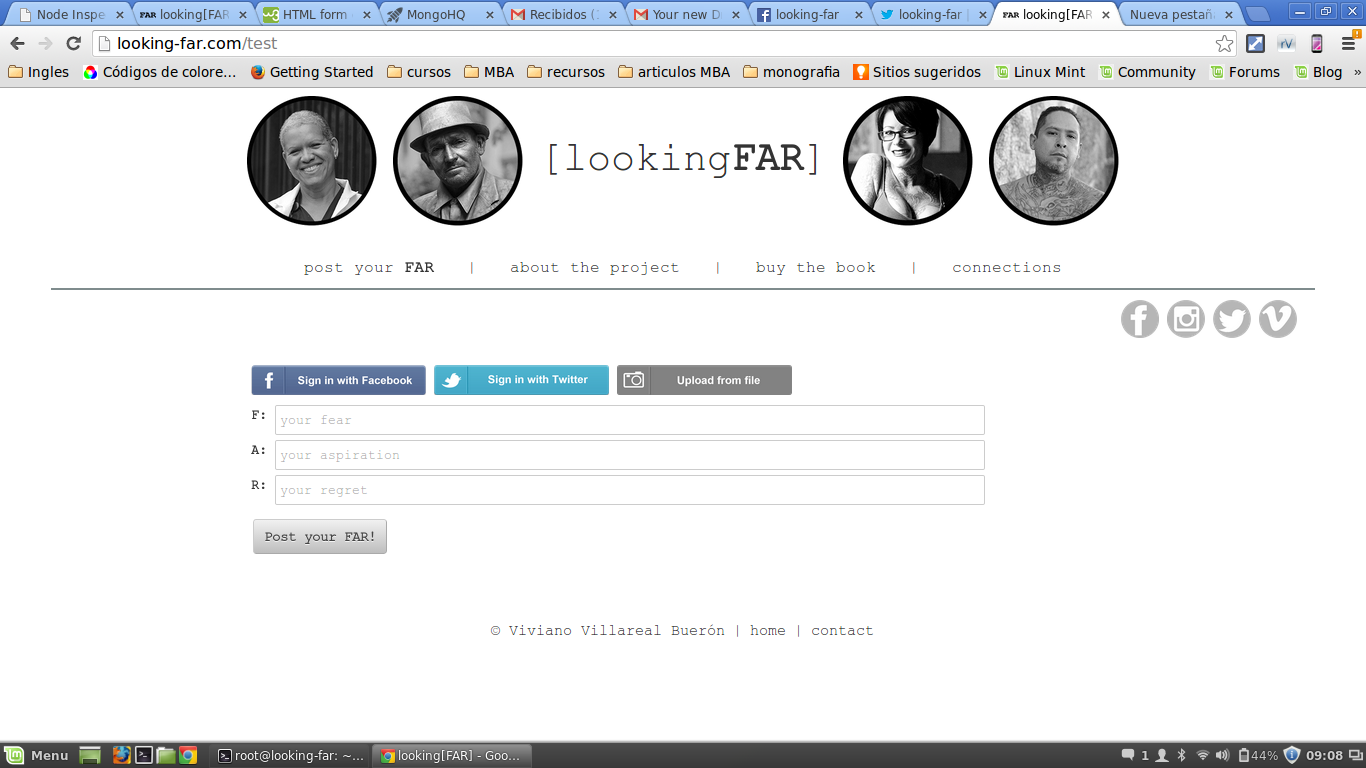 Node Inspe
FAR looking[FAR
HTML form
MongoHQ
Recibidos (
Your new D
looking-far
looking-far |
FAR looking[FAR
Nueva pestañ
looking-far.com/test
rV
Ingles
Códigos de colore...
Getting Started
cursos
MBA
recursos
articulos MBA
monografia
Sitios sugeridos
Linux Mint
Community
Forums
Blog
»
[lookingFAR]
post your FAR | about the project | buy the book | connections
Sign in with Facebook
Sign in with Twitter
Upload from file
F: your fear
A: your aspiration
R: your regret
Post your FAR!
© Viviano Villareal Buerón | home | contact
Menu
root@looking-far: ~...
looking[FAR] - Goo...
1
44%
09:08